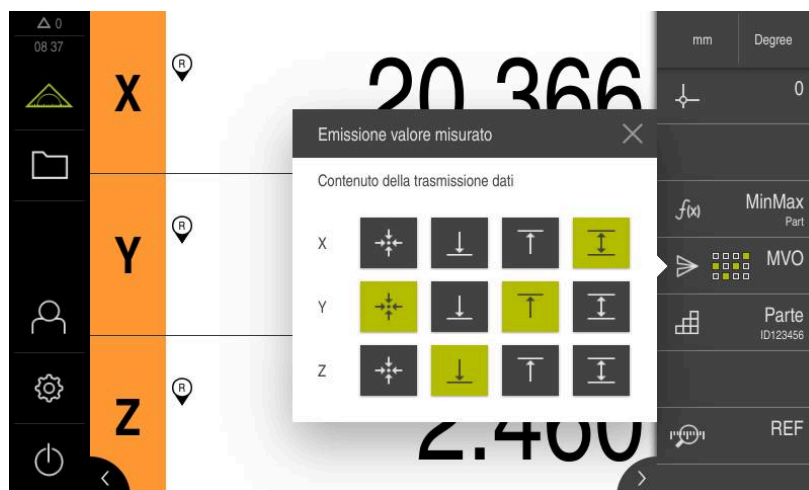 0
08 37
mm
Degree
X
R
20.366
0
Emissione valore misurato
Contenuto della trasmissione dati
X
Y
Z
Y
R
f(x)
MinMax
Part
MVO
Parte
ID123456
Z
R
2.460
REF